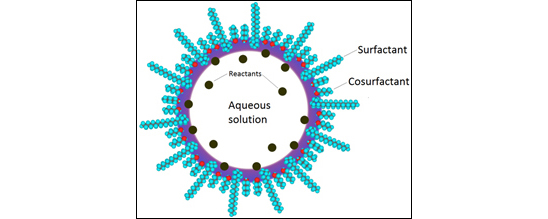 Surfactant
Reactants
Cosurfactant
Aqueous
solution